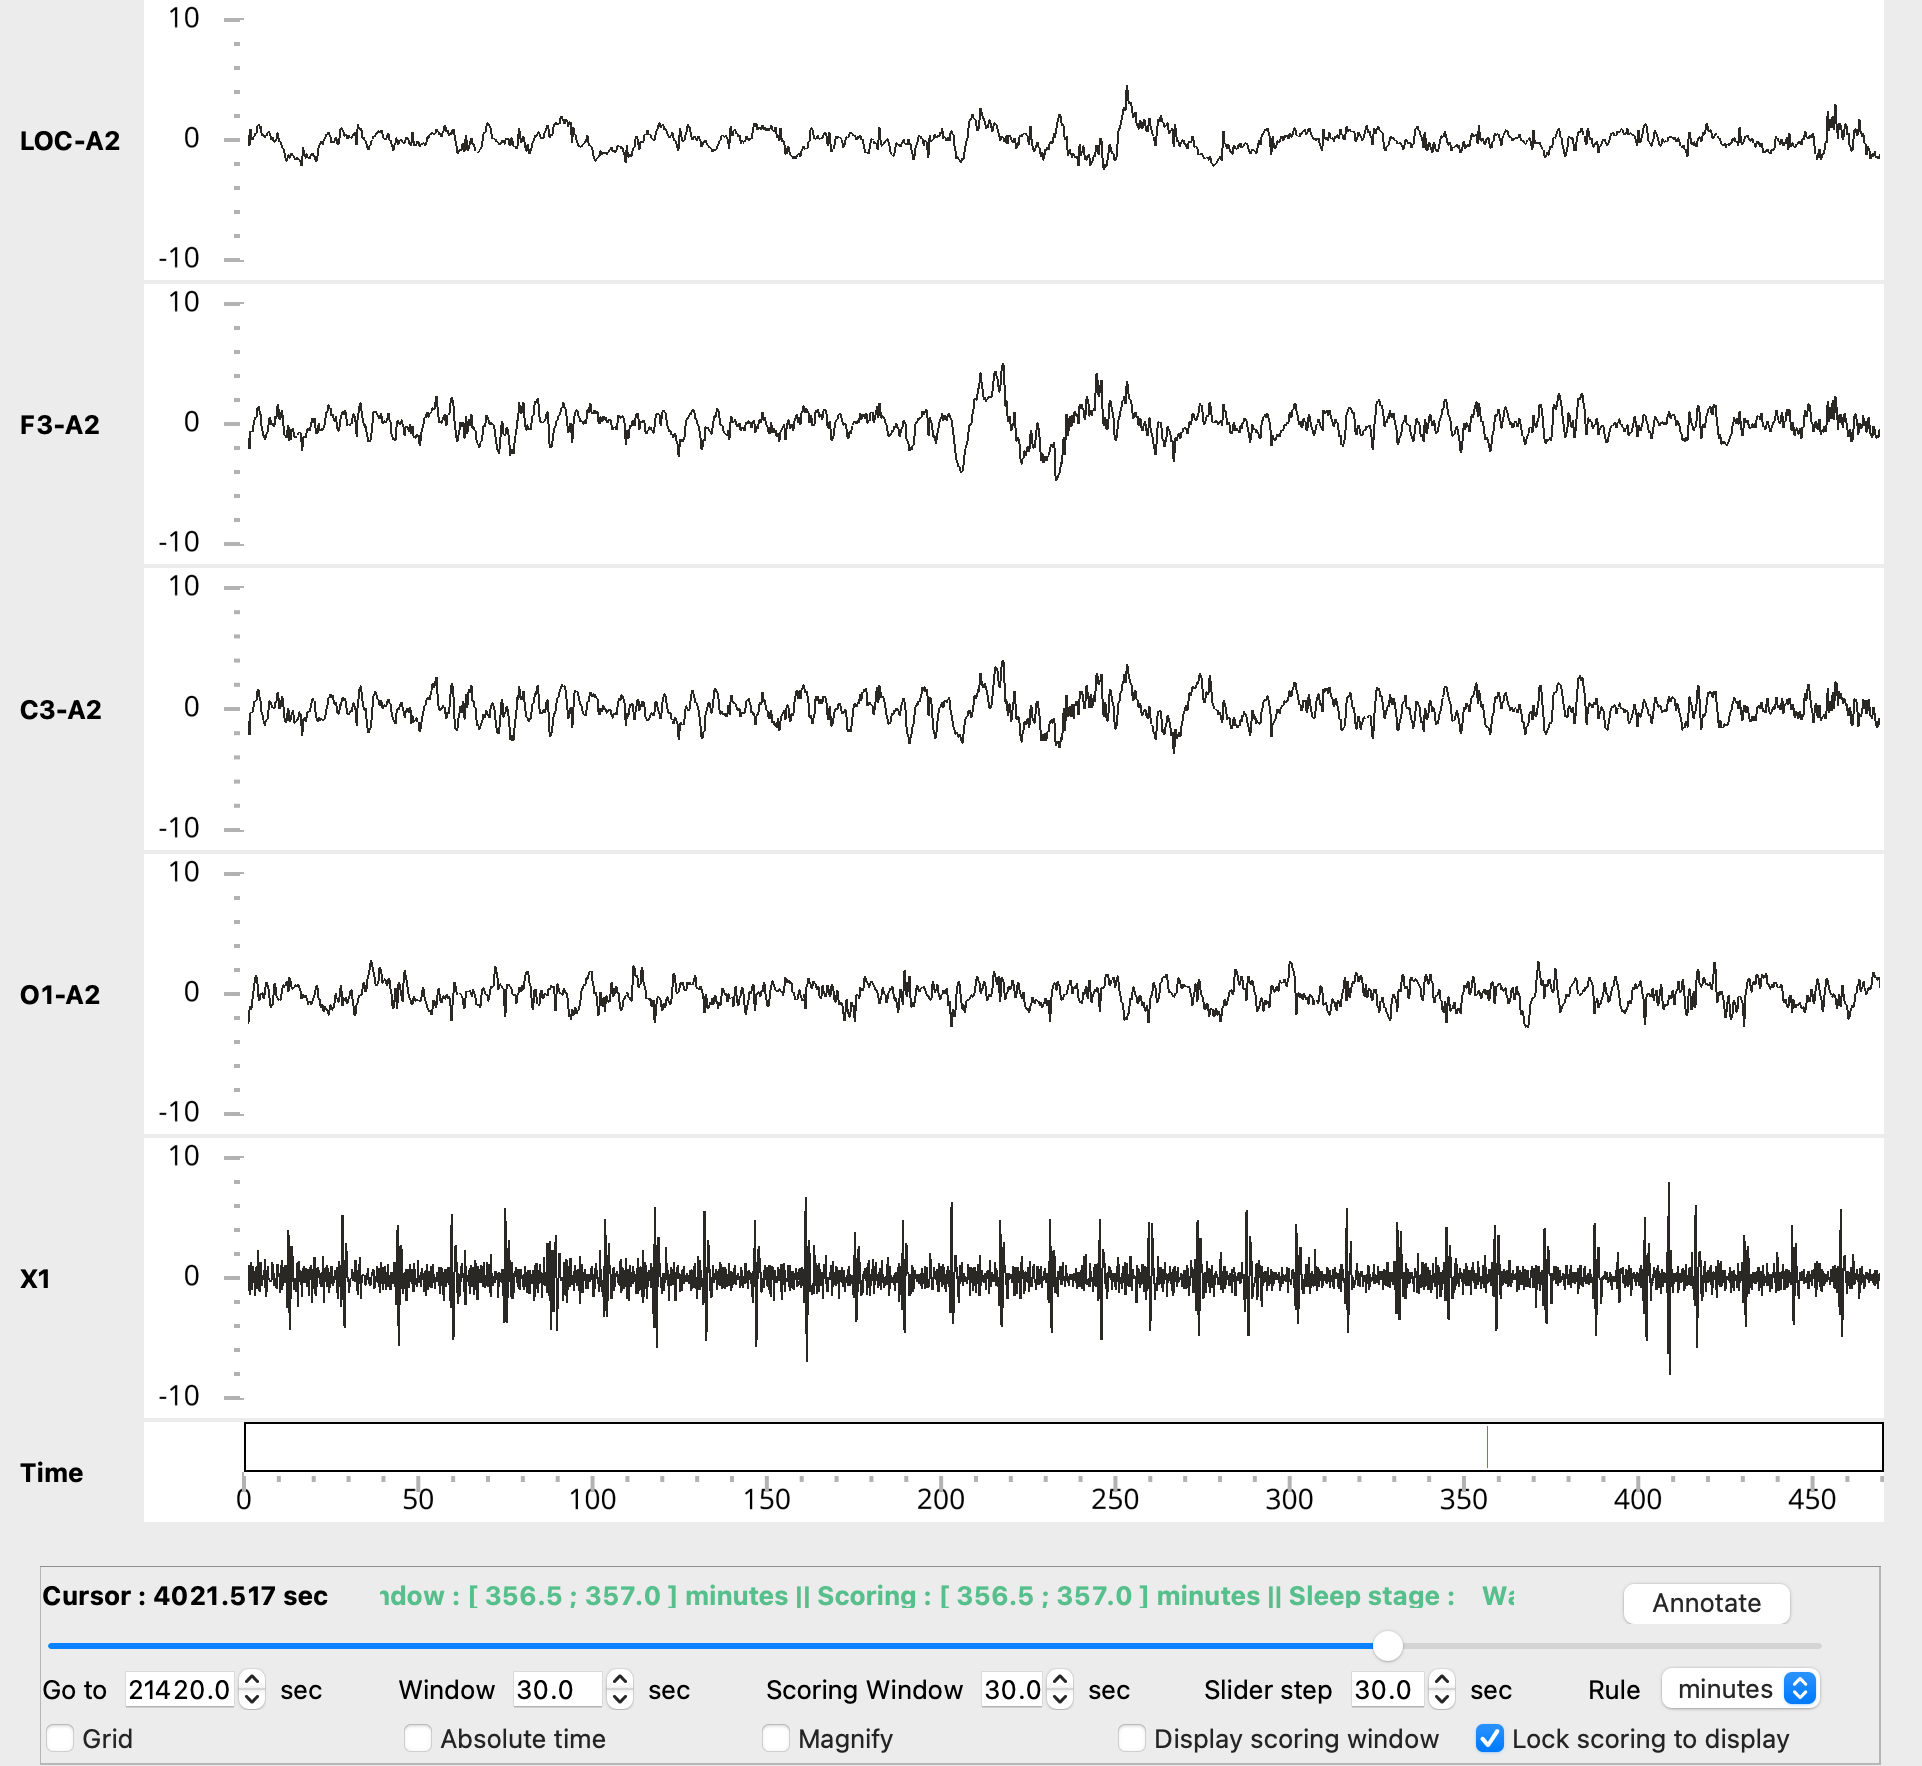 10
LOC-A2
0
-10
10
F3-A2
0
-10
10
C3-A2
0
-10
10
O1-A2
0
-10
10
X1
0
-10
Time
0 50 100 150 200 250 300 350 400 450
Cursor : 4021.517 sec ndow : [ 356.5 ; 357.0 ] minutes || Scoring : [ 356.5 ; 357.0 ] minutes || Sleep stage : Wa Annotate
Go to 21420.0 sec Window 30.0 sec Scoring Window 30.0 sec Slider step 30.0 sec Rule minutes
Grid Absolute time Magnify Display scoring window Lock scoring to display